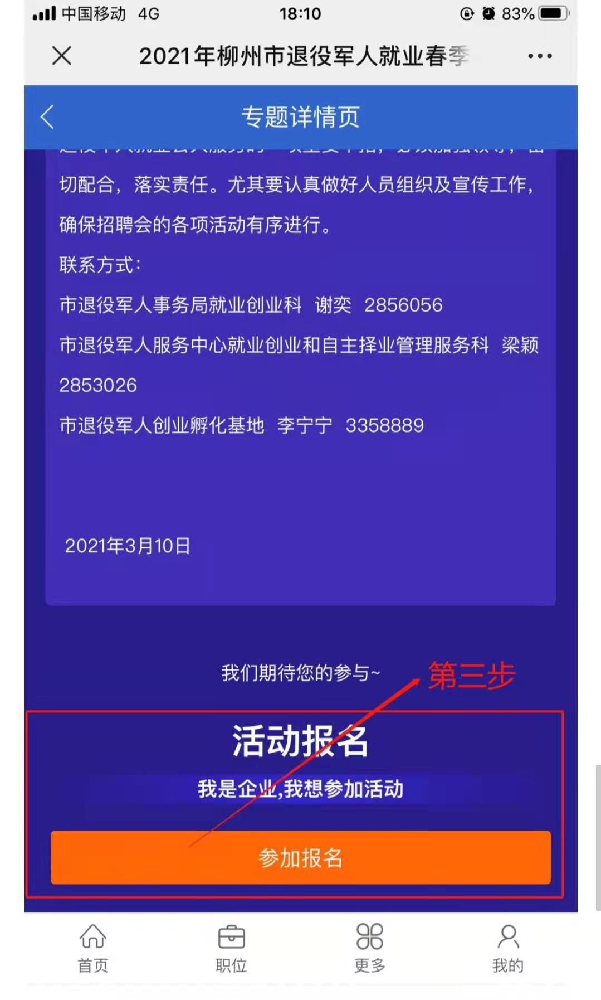 中国移动 4G 18:10 83%
2021年柳州市退役军人就业春季
专题详情页
切配合，落实责任。尤其要认真做好人员组织及宣传工作，
确保招聘会的各项活动有序进行。
联系方式：
市退役军人事务局就业创业科 谢奕 2856056
市退役军人服务中心就业创业和自主择业管理服务科 梁颖
2853026
市退役军人创业孵化基地 李宁宁 3358889
2021年3月10日
我们期待您的参与~
第三步
活动报名
我是企业,我想参加活动
参加报名
首页 职位 更多 我的